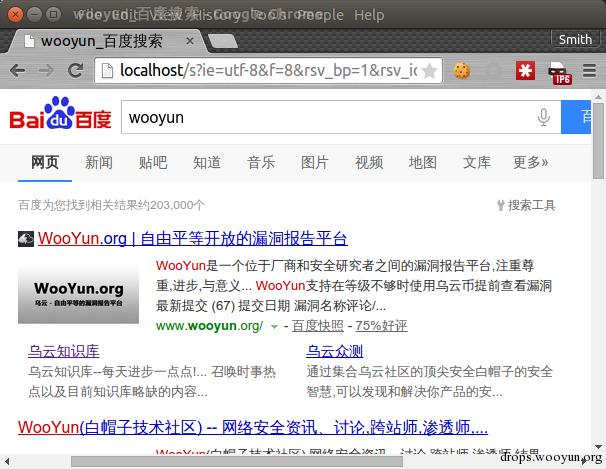 wooyun_百度搜索 - Google Chrome
File Edit View History Tools People Help
wooyun_百度搜索
Smith
localhost/s?ie=utf-8&f=8&rsv_bp=1&rsv_i
IP6
Bai du 百度
wooyun
百
网页 新闻 贴吧 知道 音乐 图片 视频 地图 文库 更多»
百度为您找到相关结果约203,000个
搜索工具
WooYun.org | 自由平等开放的漏洞报告平台
WooYun.org
乌云 - 自由平等的漏洞报告
WooYun是一个位于厂商和安全研究者之间的漏洞报告平台,注重尊
重,进步,与意义... WooYun支持在等级不够时使用乌云币提前查看漏洞
最新提交 (67) 提交日期 漏洞名称评论/...
www.wooyun.org/ - 百度快照 - 75%好评
乌云知识库
乌云知识库--每天进步一点点!... 召唤时事热
点以及目前知识库略缺的内容...
乌云众测
通过集合乌云社区的顶尖安全白帽子的安全
智慧,可以发现和解决你产品的安...
WooYun(白帽子技术社区) -- 网络安全资讯、讨论,跨站师,渗透师,...
drops.wooyun.org